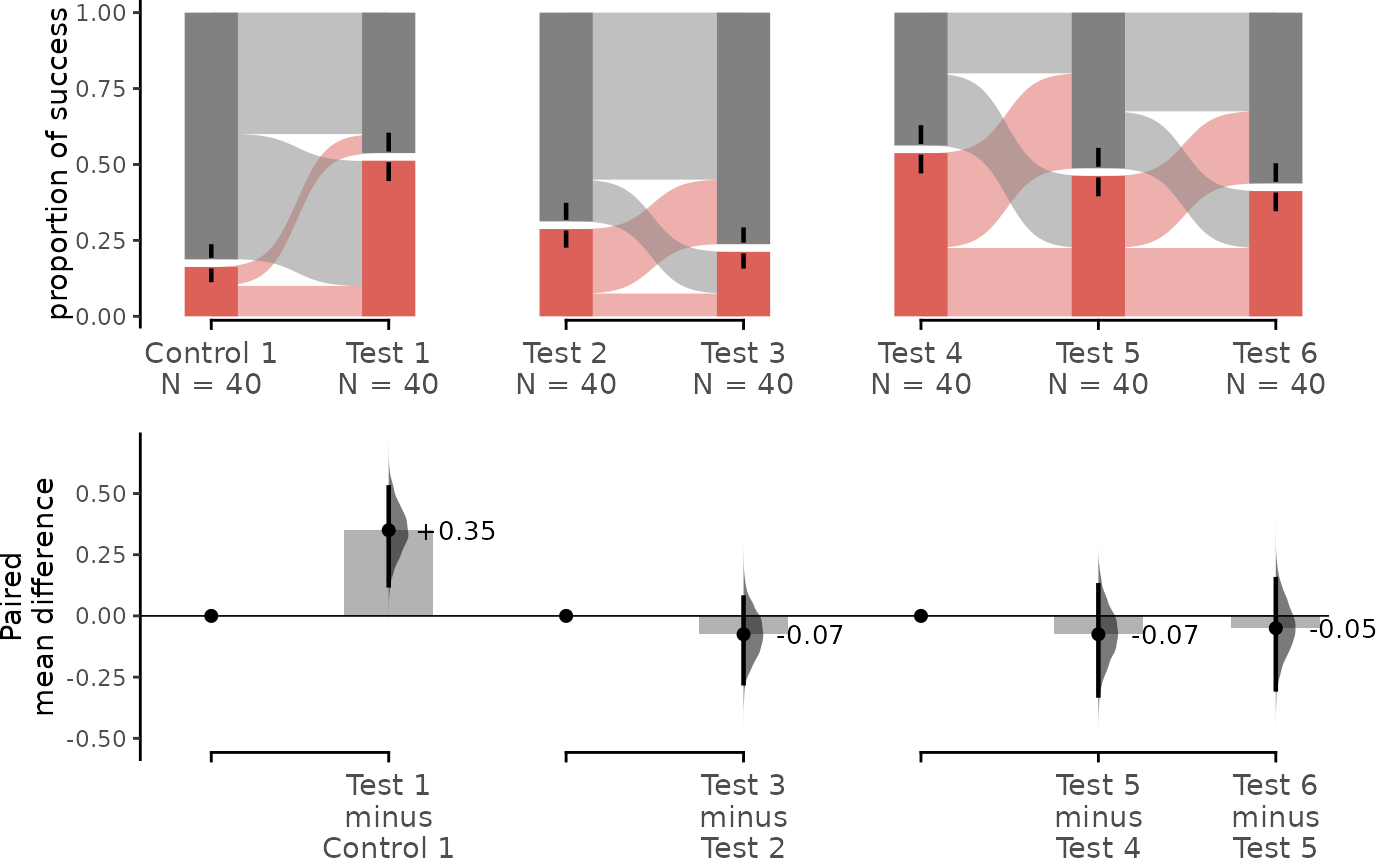 proportion of success
1.00
0.75
0.50
0.25
0.00
Control 1 Test 1 Test 2 Test 3 Test 4 Test 5 Test 6
N = 40 N = 40 N = 40 N = 40 N = 40 N = 40 N = 40
Paired
mean difference
0.50
0.25
0.00
-0.25
-0.50
+0.35
-0.07
-0.07
-0.05
Test 1 Test 3 Test 5 Test 6
minus minus minus minus
Control 1 Test 2 Test 4 Test 5